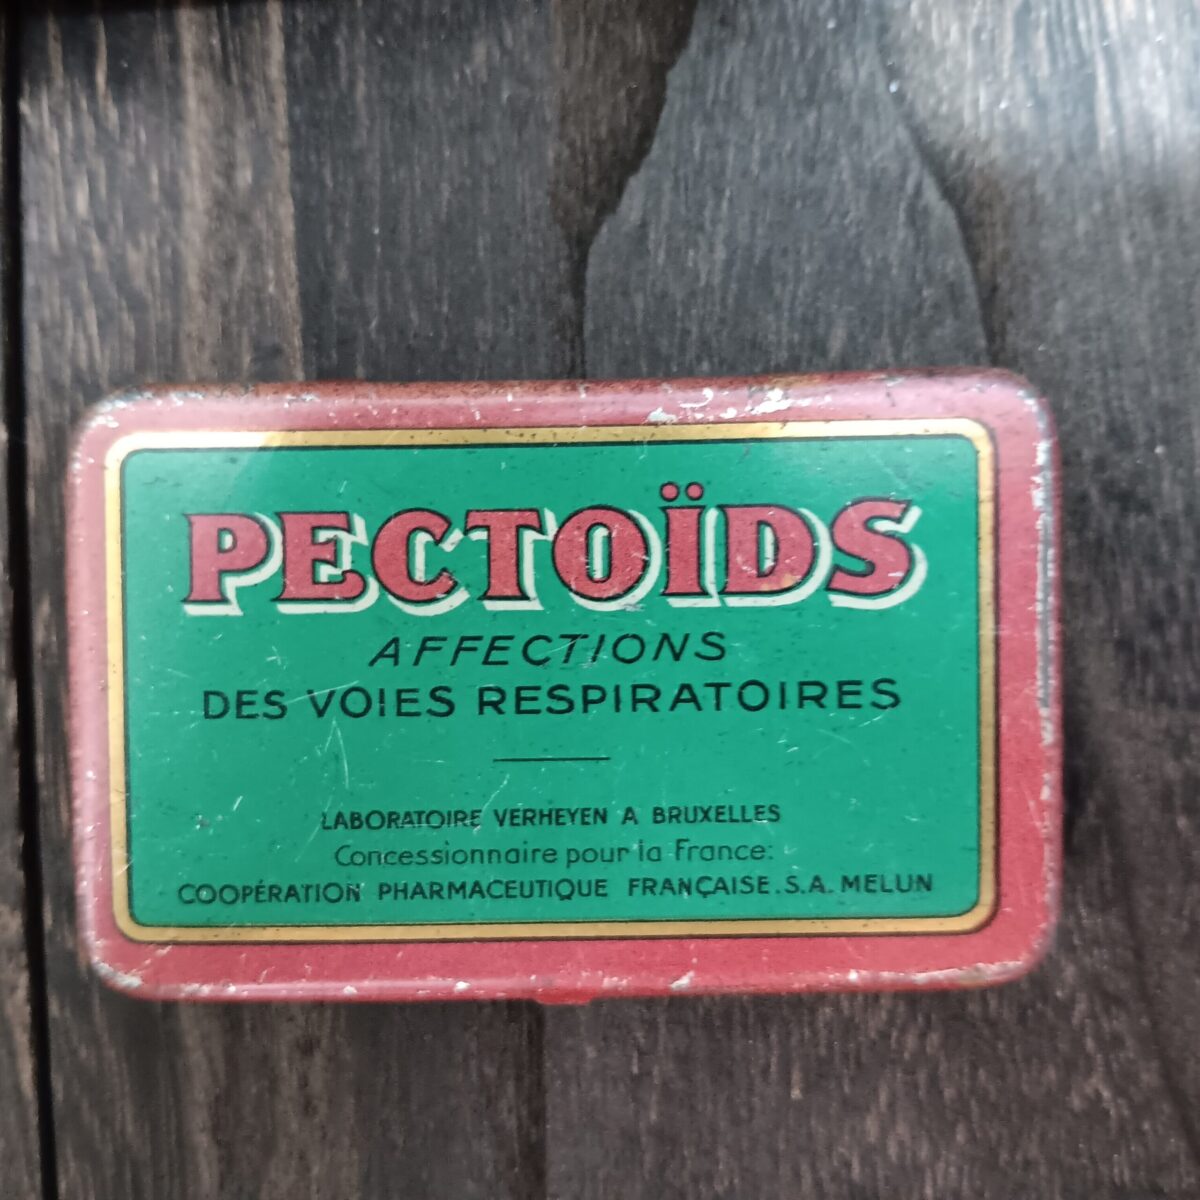 PECTOÏDS
AFFECTIONS
DES VOIES RESPIRATOIRES
LABORATOIRE VERHEYEN A BRUXELLES
Concessionnaire pour la France:
COOPÉRATION PHARMACEUTIQUE FRANÇAISE.S.A. MELUN